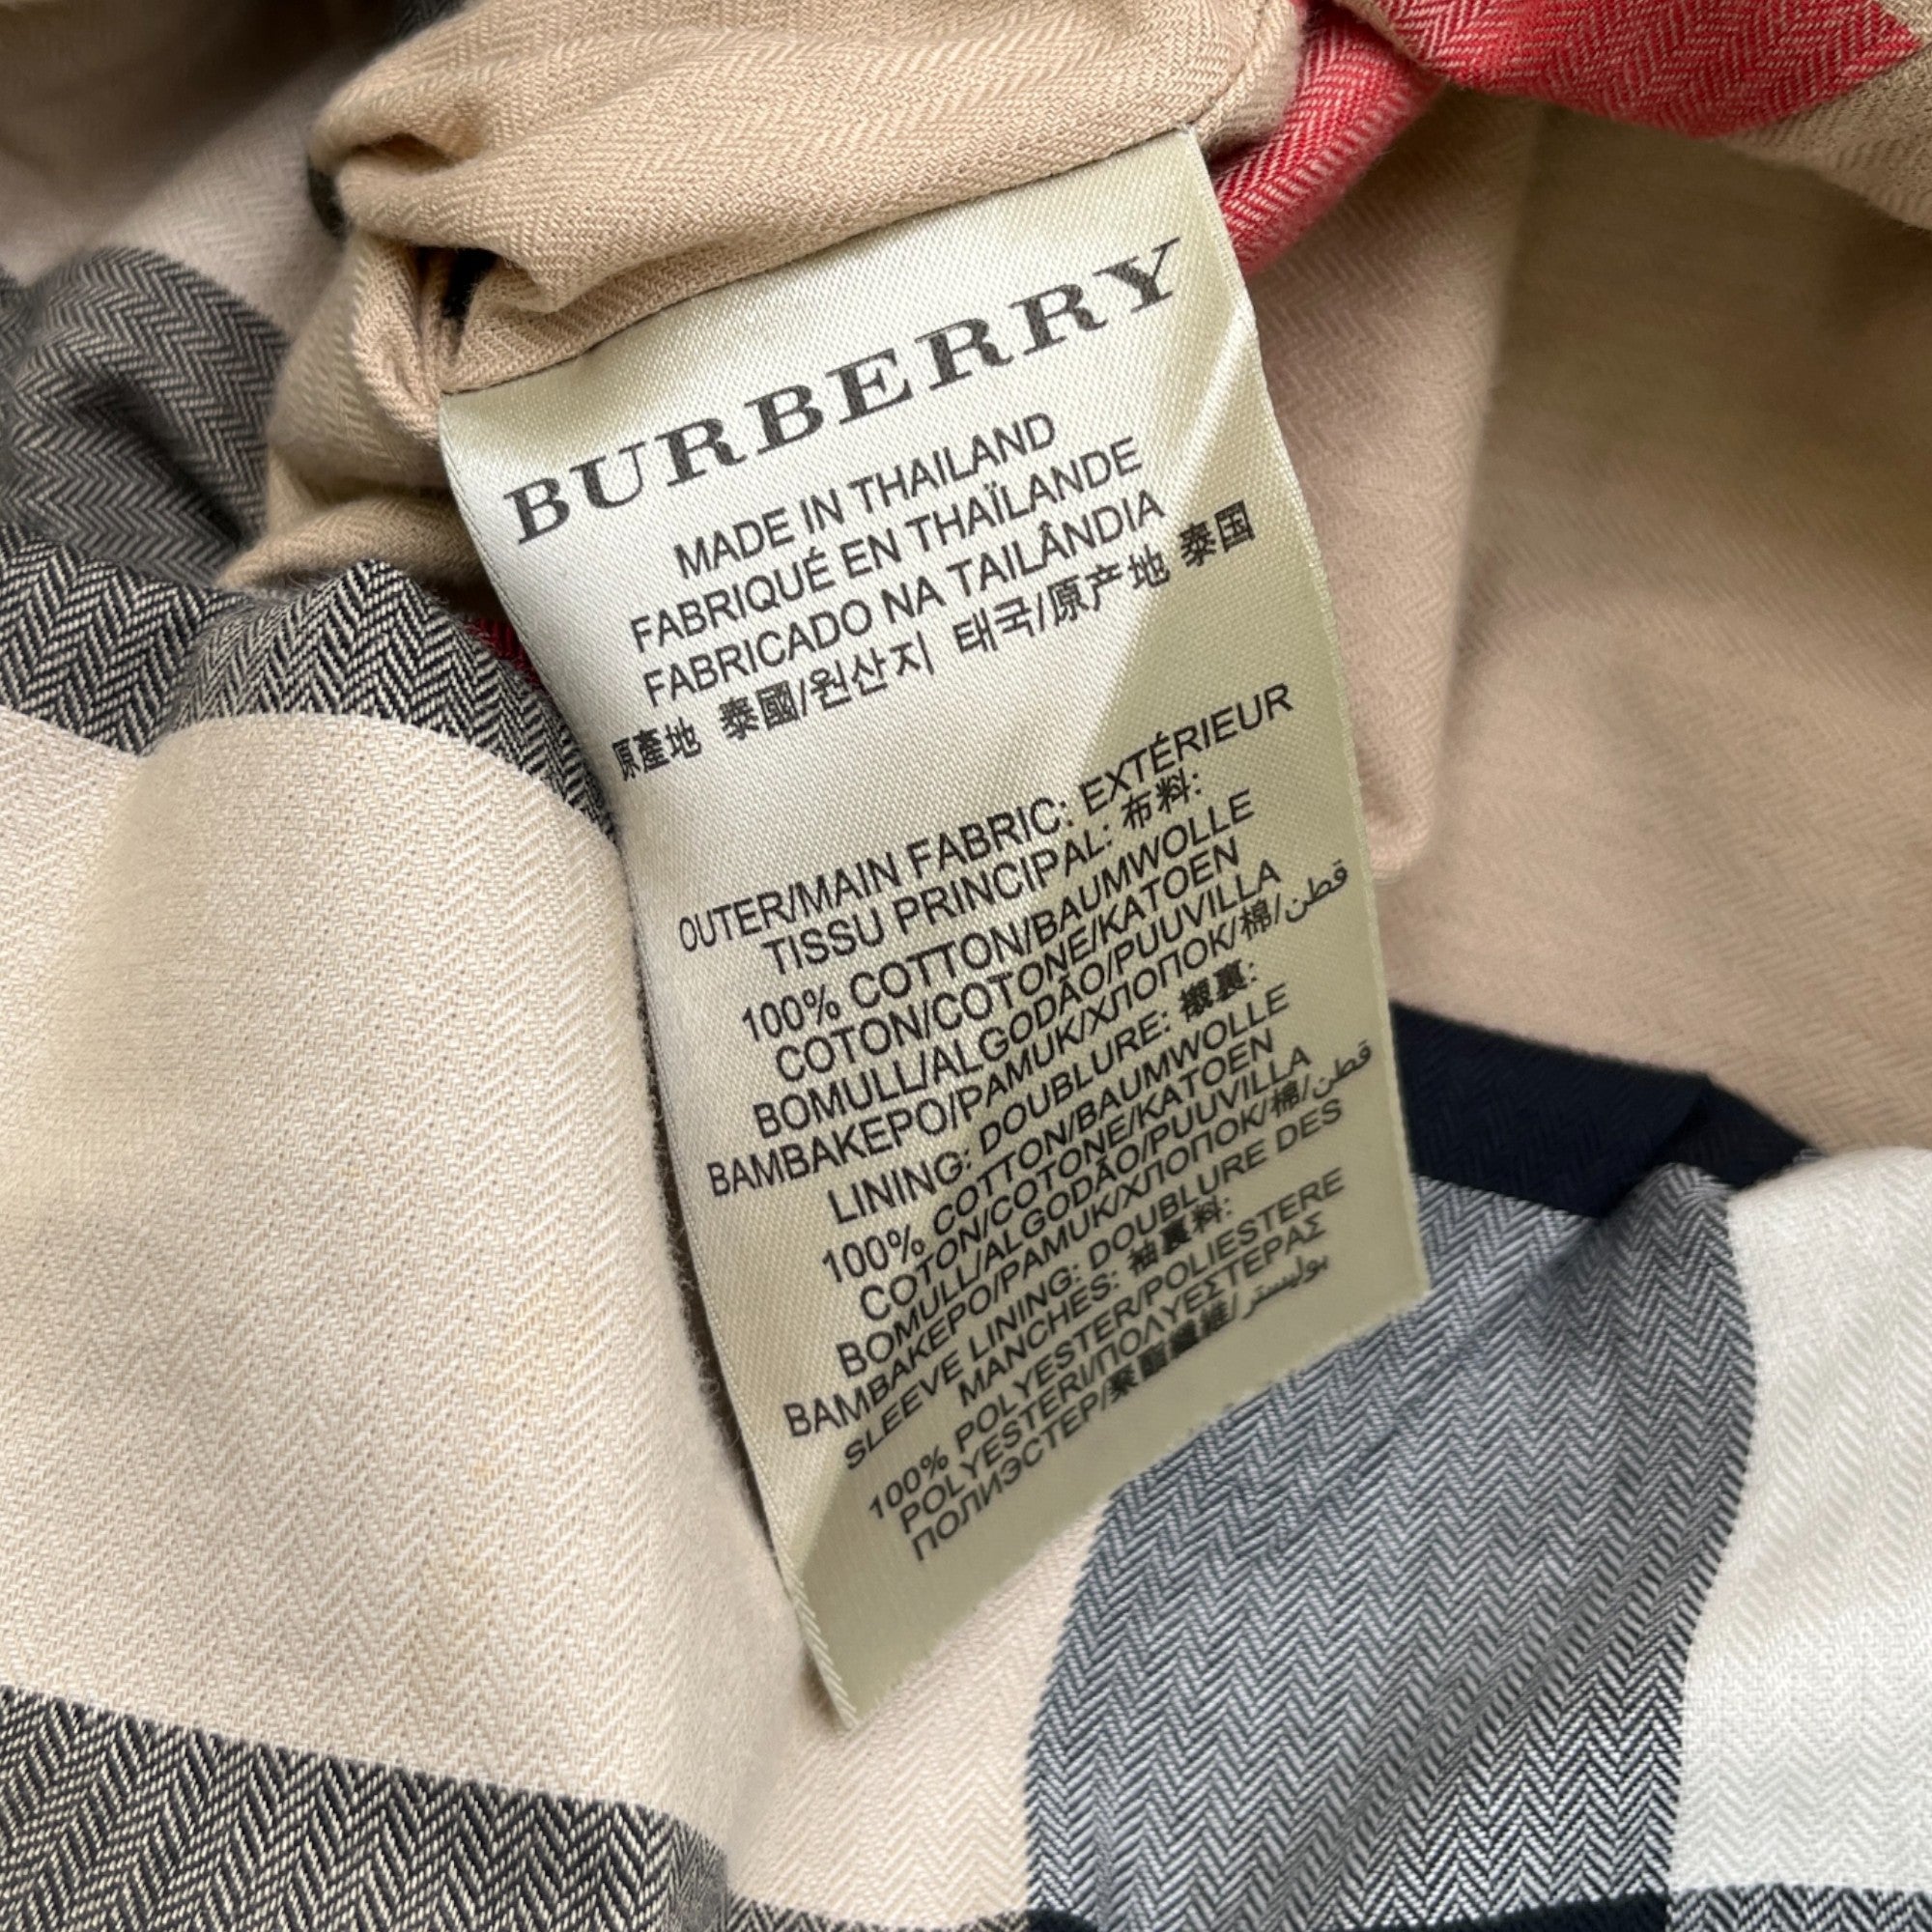 BURBERRY
MADE IN THAILAND
FABRIQUÉ EN THAÏLANDE
FABRICADO NA TAILÂNDIA
原產地 泰國/원산지 태국/原产地 泰国
OUTER/MAIN FABRIC: EXTÉRIEUR
TISSU PRINCIPAL: 布料:
100% COTTON/BAUMWOLLE
COTON/COTONE/KATOEN
BOMULL/ALGODÃO/PUUVILLA
BAMBAKEPO/PAMUK/ХЛОПОК/棉/قطن
LINING: DOUBLURE: 襯裏:
100% COTTON/BAUMWOLLE
COTON/COTONE/KATOEN
BOMULL/ALGODÃO/PUUVILLA
BAMBAKEPO/PAMUK/ХЛОПОК/棉/قطن
SLEEVE LINING: DOUBLURE DES
MANCHES: 袖裏料:
100% POLYESTER/POLIESTERE
POLYESTERI/ΠΟΛΥΕΣΤΕΡΑΣ
ПОЛИЭСТЕР/聚酯纖維/بوليستر